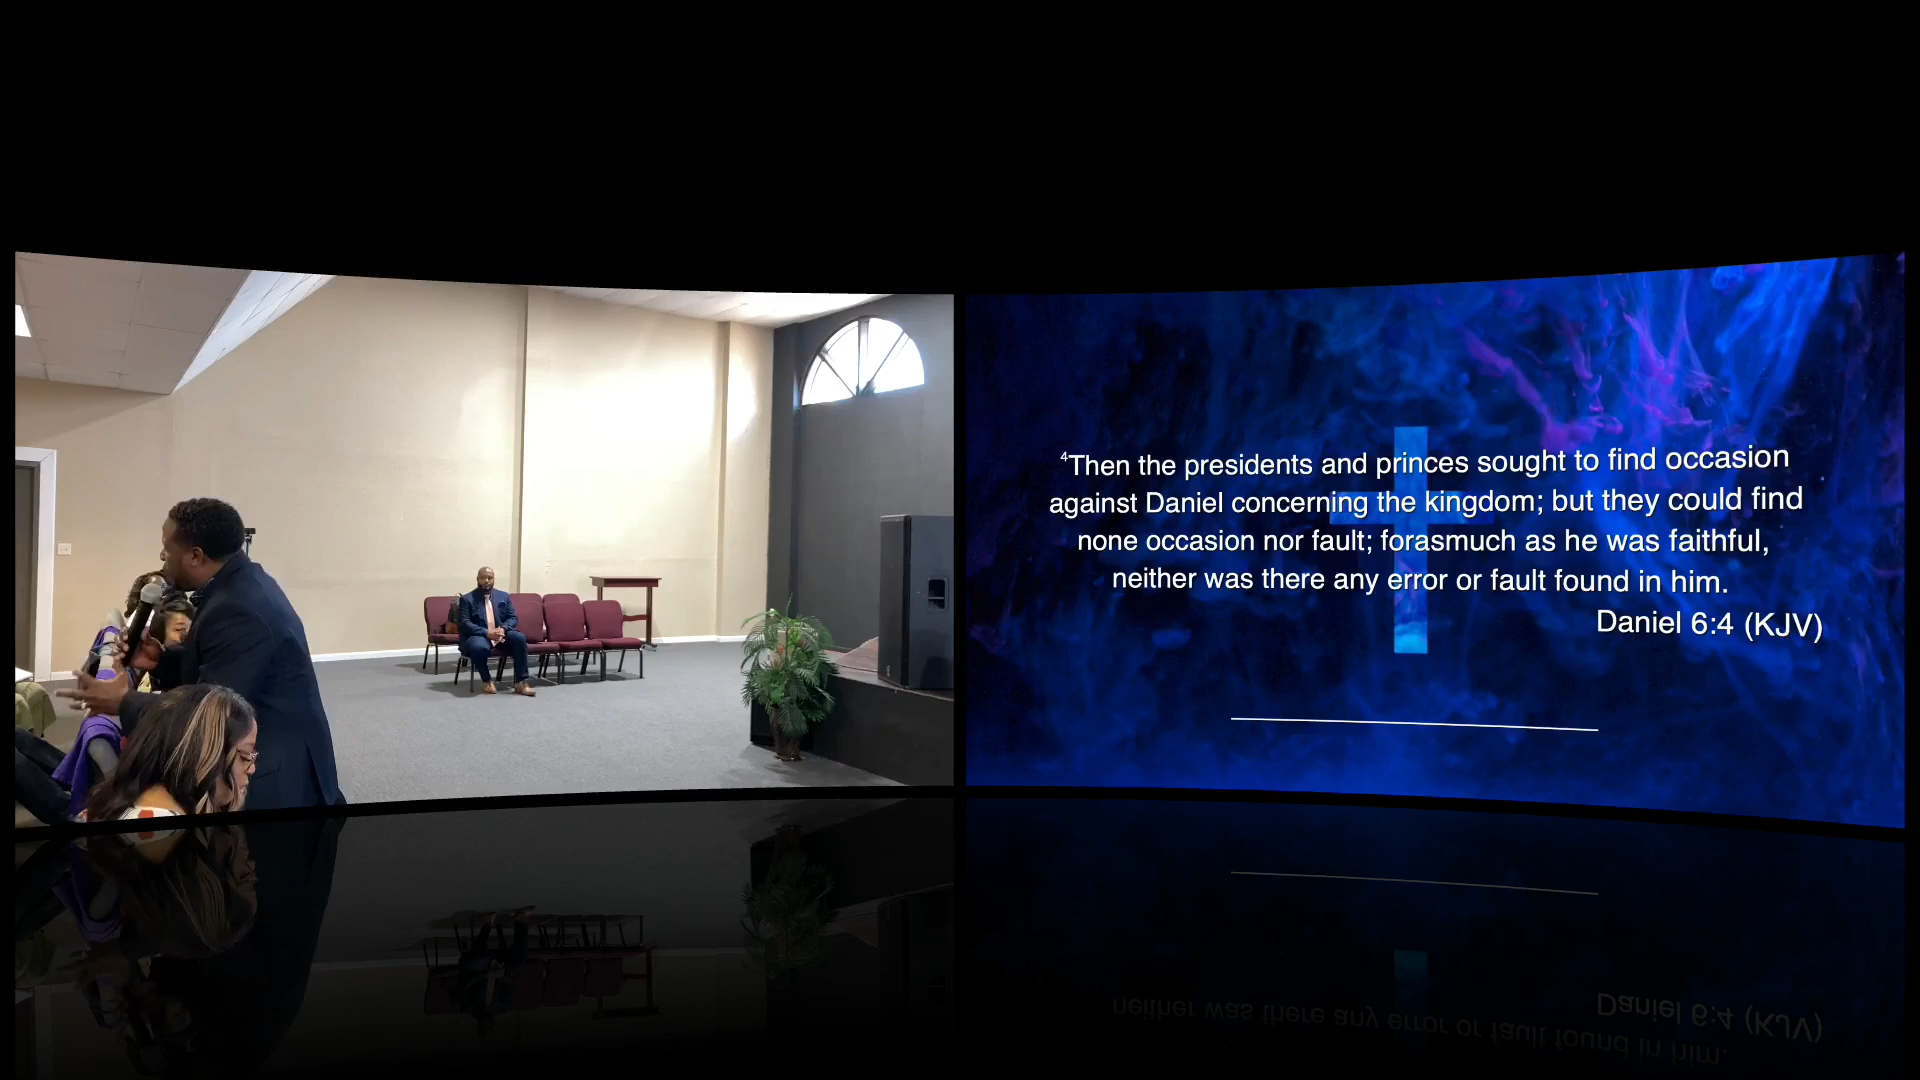 ⁴Then the presidents and princes sought to find occasion
against Daniel concerning the kingdom; but they could find
none occasion nor fault; forasmuch as he was faithful,
neither was there any error or fault found in him.
Daniel 6:4 (KJV)